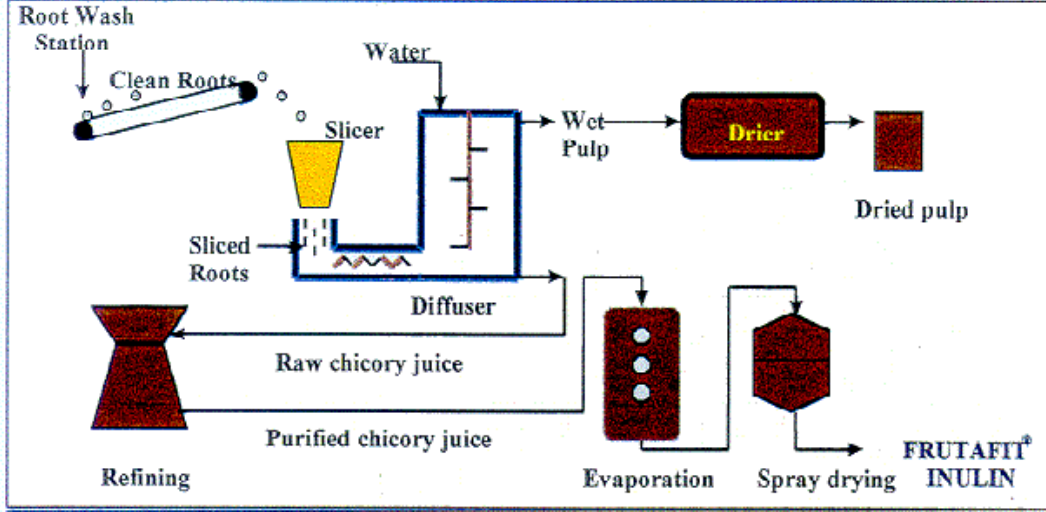 Root Wash
Station
Clean Roots
Water
Slicer
Wet
Pulp
Drier
Dried pulp
Sliced
Roots
Diffuser
Raw chicory juice
Purified chicory juice
Refining
Evaporation
Spray drying
FRUTAFIT®
INULIN